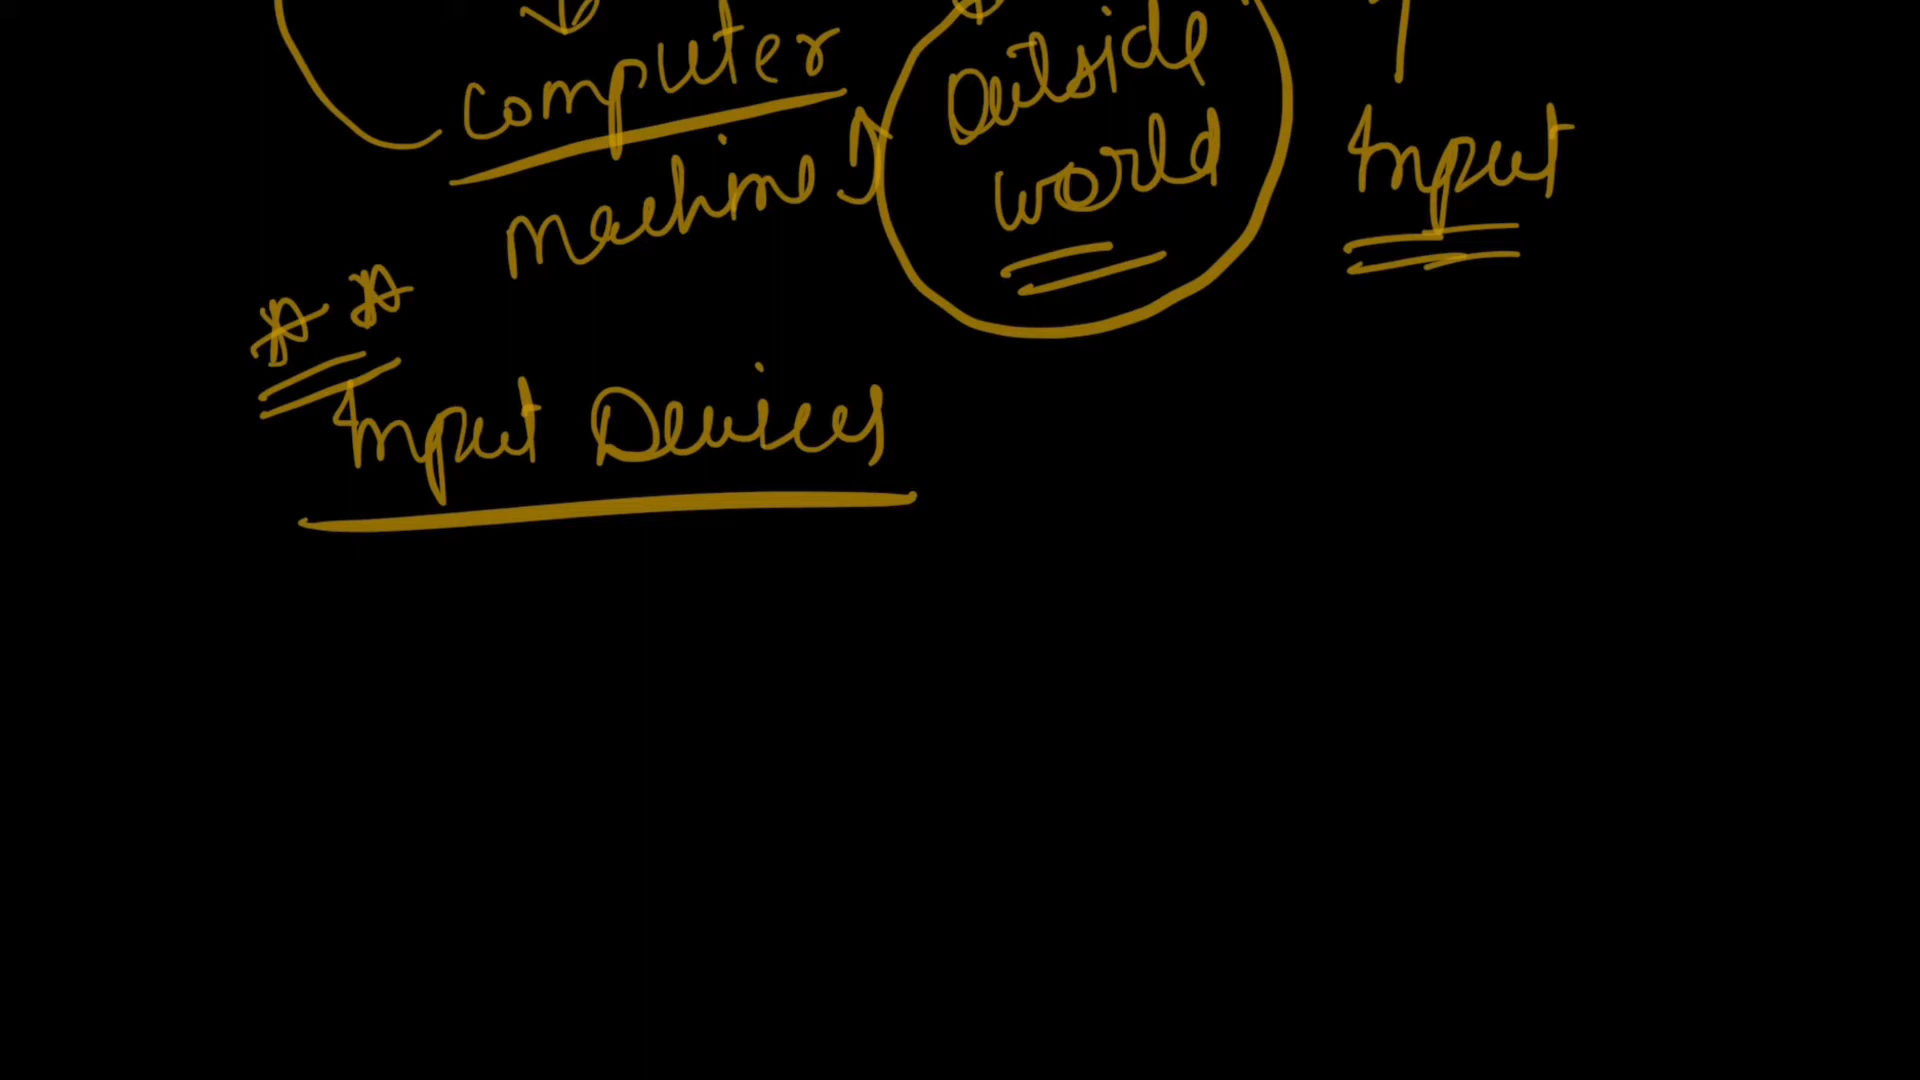 computer
machine
outside
world
Input
** Input Devices